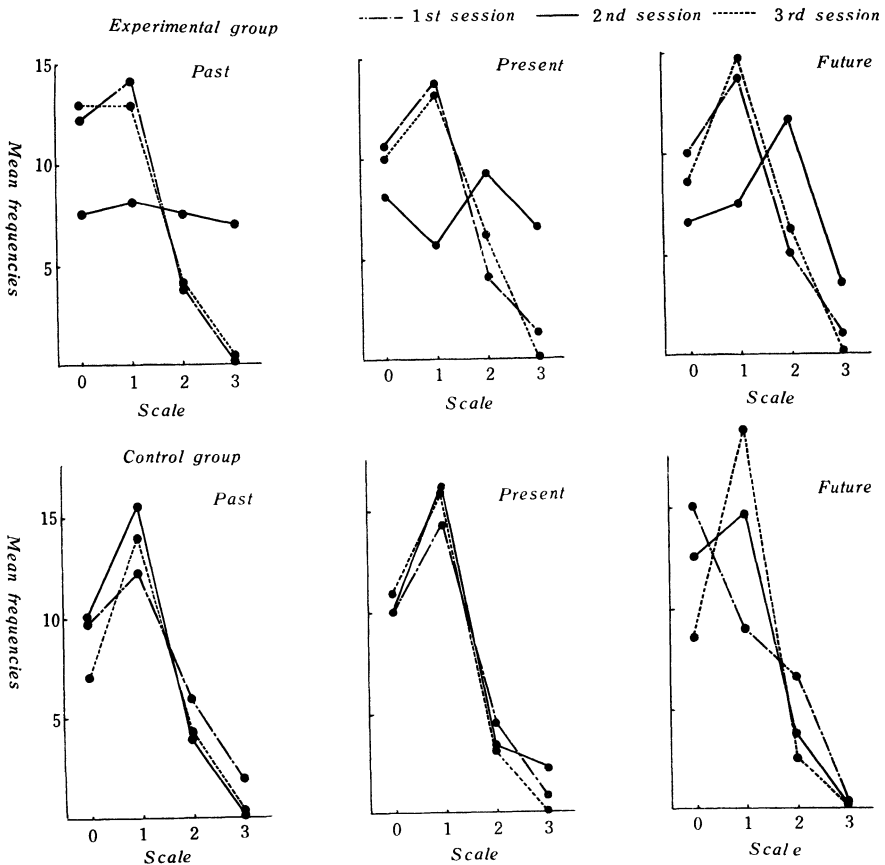 Experimental group
1st session 2nd session 3rd session
Past
Present
Future
Mean frequencies
15
10
5
0 1 2 3
0 1 2 3
0 1 2 3
Scale
Scale
Scale
Control group
Past
Present
Future
Mean frequencies
15
10
5
0 1 2 3
0 1 2 3
0 1 2 3
Scale
Scale
Scale